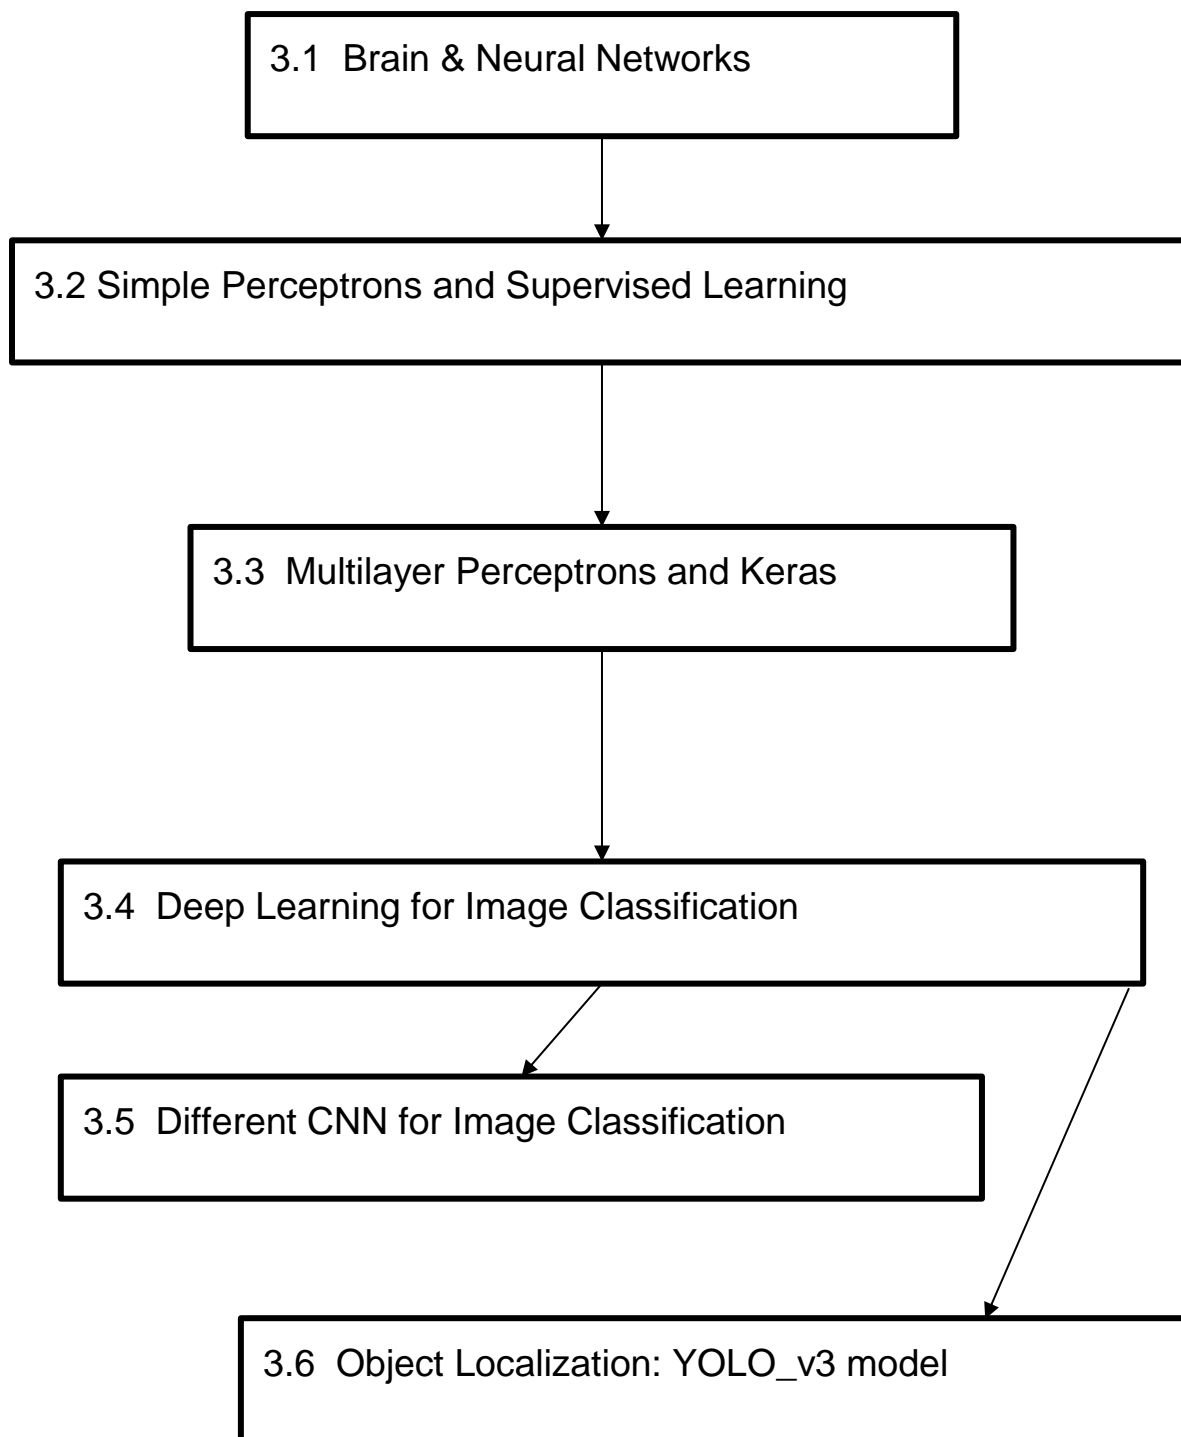 3.1  Brain & Neural Networks
3.2 Simple Perceptrons and Supervised Learning
3.3  Multilayer Perceptrons and Keras
3.4  Deep Learning for Image Classification
3.5  Different CNN for Image Classification
3.6  Object Localization: YOLO_v3 model